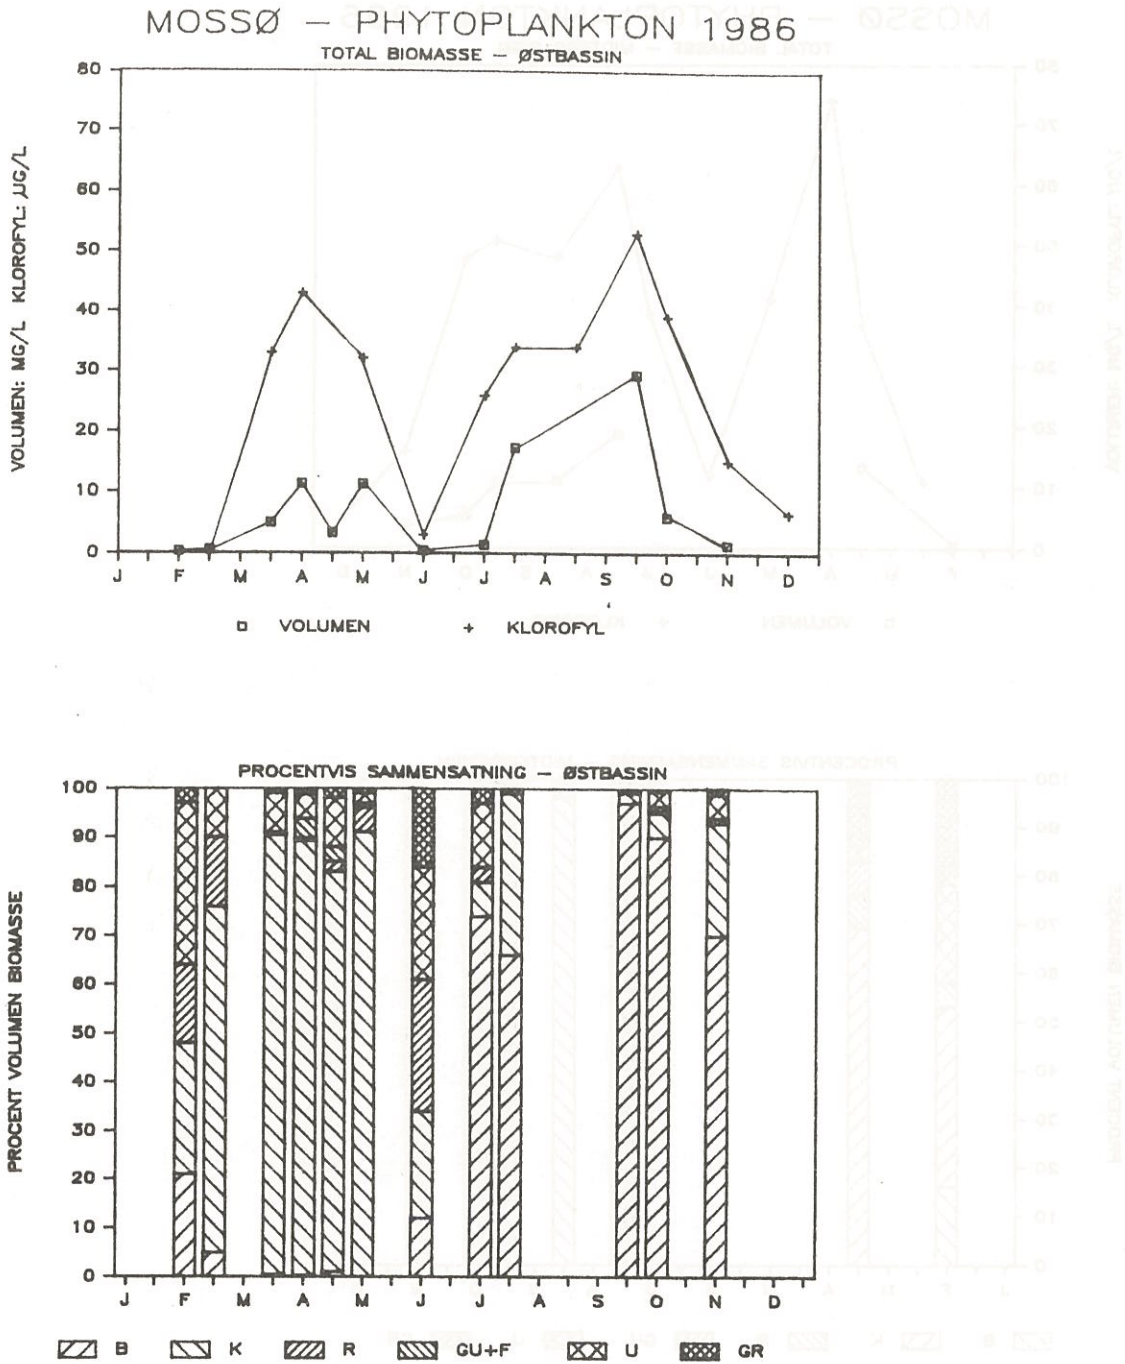 MOSSØ – PHYTOPLANKTON 1986
TOTAL BIOMASSE – ØSTBASSIN
VOLUMEN: MG/L KLOROFYL: µG/L
80
70
60
50
40
30
20
10
0
J F M A M J J A S O N D
VOLUMEN + KLOROFYL
PROCENTVIS SAMMENSATNING – ØSTBASSIN
PROCENT VOLUMEN BIOMASSE
100
90
80
70
60
50
40
30
20
10
0
J F M A M J J A S O N D
B K R GU+F U GR